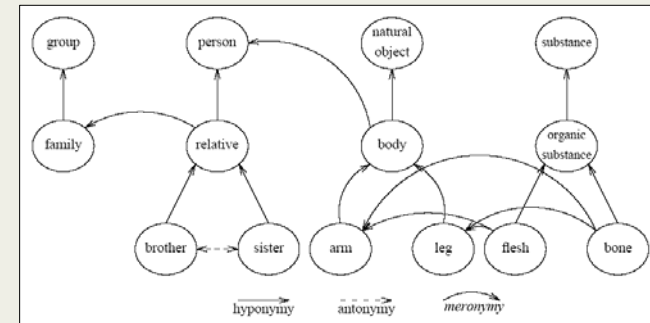 group
person
natural
object
substance
family
relative
body
organic
substance
brother
sister
arm
leg
flesh
bone
hyponymy
antonymy
meronymy